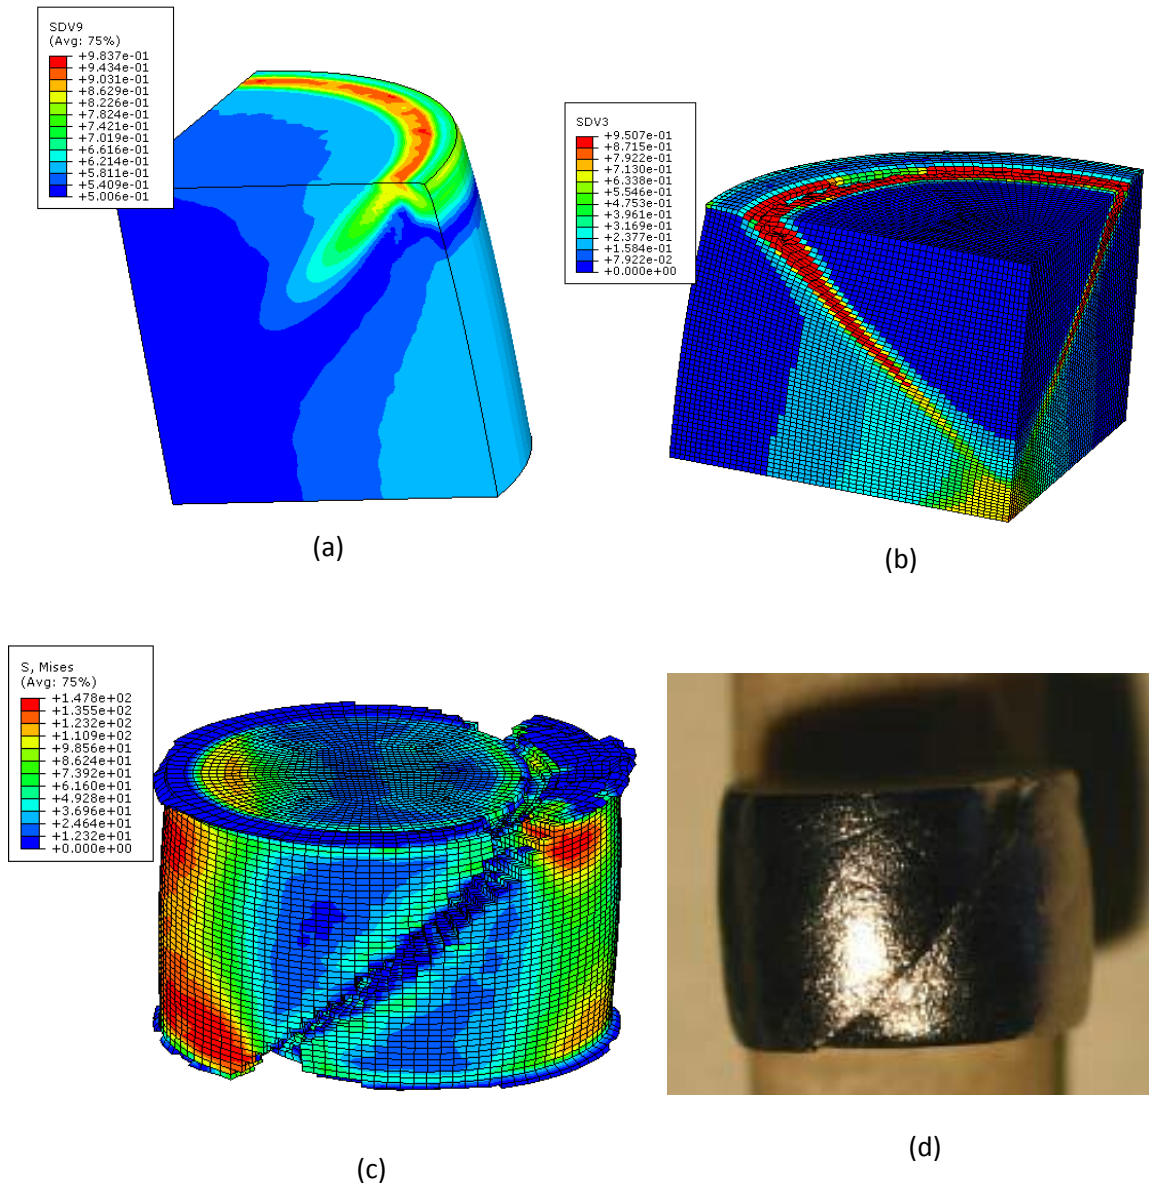 SDV9
(Avg: 75%)
+9.837e-01
+9.434e-01
+9.031e-01
+8.629e-01
+8.226e-01
+7.824e-01
+7.421e-01
+7.019e-01
+6.616e-01
+6.214e-01
+5.811e-01
+5.409e-01
+5.006e-01
SDV3
+9.507e-01
+8.715e-01
+7.922e-01
+7.130e-01
+6.338e-01
+5.546e-01
+4.753e-01
+3.961e-01
+3.169e-01
+2.377e-01
+1.584e-01
+7.922e-02
+0.000e+00
(a)
(b)
S, Mises
(Avg: 75%)
+1.478e+02
+1.355e+02
+1.232e+02
+1.109e+02
+9.856e+01
+8.624e+01
+7.392e+01
+6.160e+01
+4.928e+01
+3.696e+01
+2.464e+01
+1.232e+01
+0.000e+00
(c)
(d)